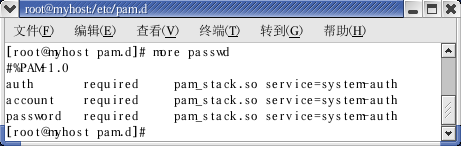 root@myhost:/etc/pam.d
文件(F) 编辑(E) 查看(V) 终端(T) 转到(G) 帮助(H)
[root@myhost pam.d]# more passwd
#%PAM-1.0
auth required pam_stack.so service=system-auth
account required pam_stack.so service=system-auth
password required pam_stack.so service=system-auth
[root@myhost pam.d]#